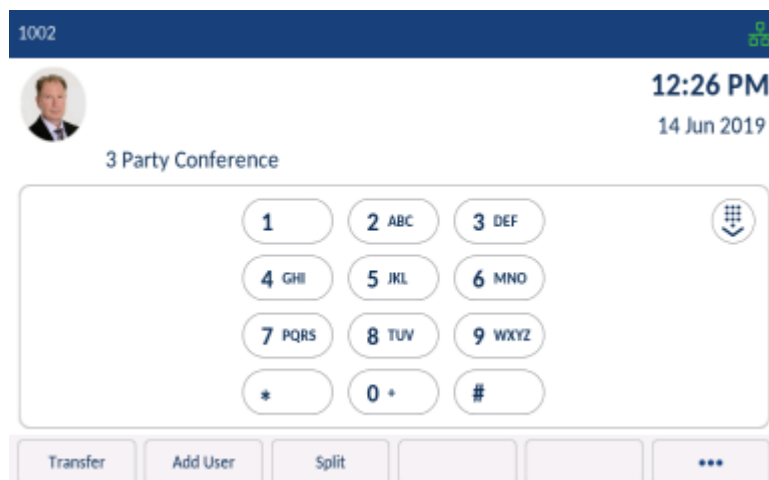 1002
12:26 PM
14 Jun 2019
3 Party Conference
1 2 ABC 3 DEF
4 GHI 5 JKL 6 MNO
7 PQRS 8 TUV 9 WXYZ
* 0 + #
Transfer Add User Split •••